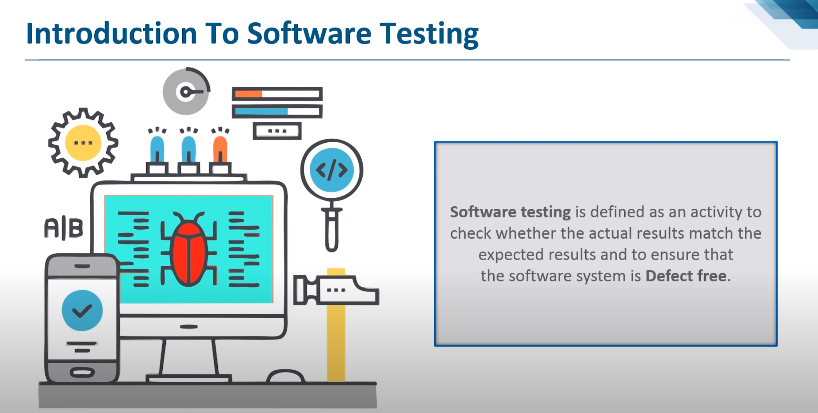 Introduction To Software Testing
A|B
</>
Software testing is defined as an activity to
check whether the actual results match the
expected results and to ensure that
the software system is Defect free.